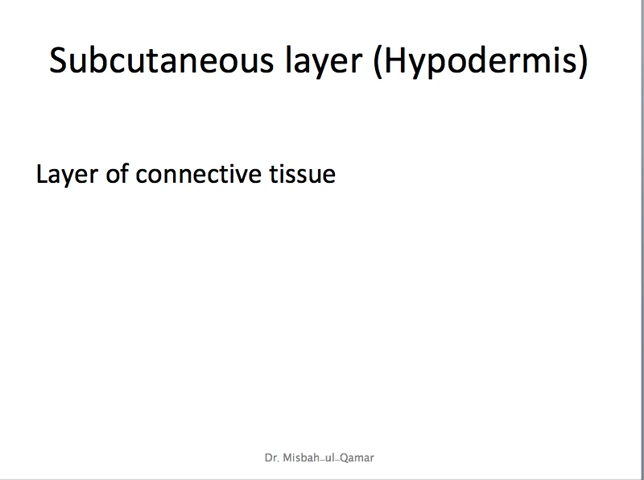 Subcutaneous layer (Hypodermis)
Layer of connective tissue
Dr. Misbah_ul_Qamar